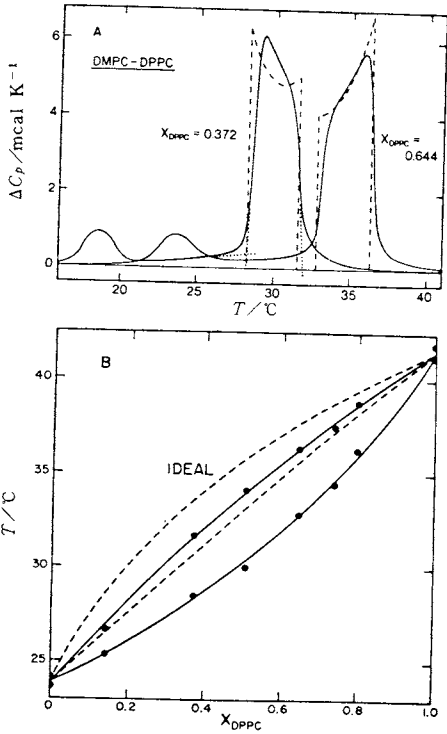 A
DMPC-DPPC
X_DPPC = 0.372
X_DPPC = 0.644
ΔC_p/mcal K⁻¹
6
4
2
0
20
25
30
35
40
T/°C
B
IDEAL
T/°C
40
35
30
25
0
0.2
0.4
0.6
0.8
1.0
X_DPPC